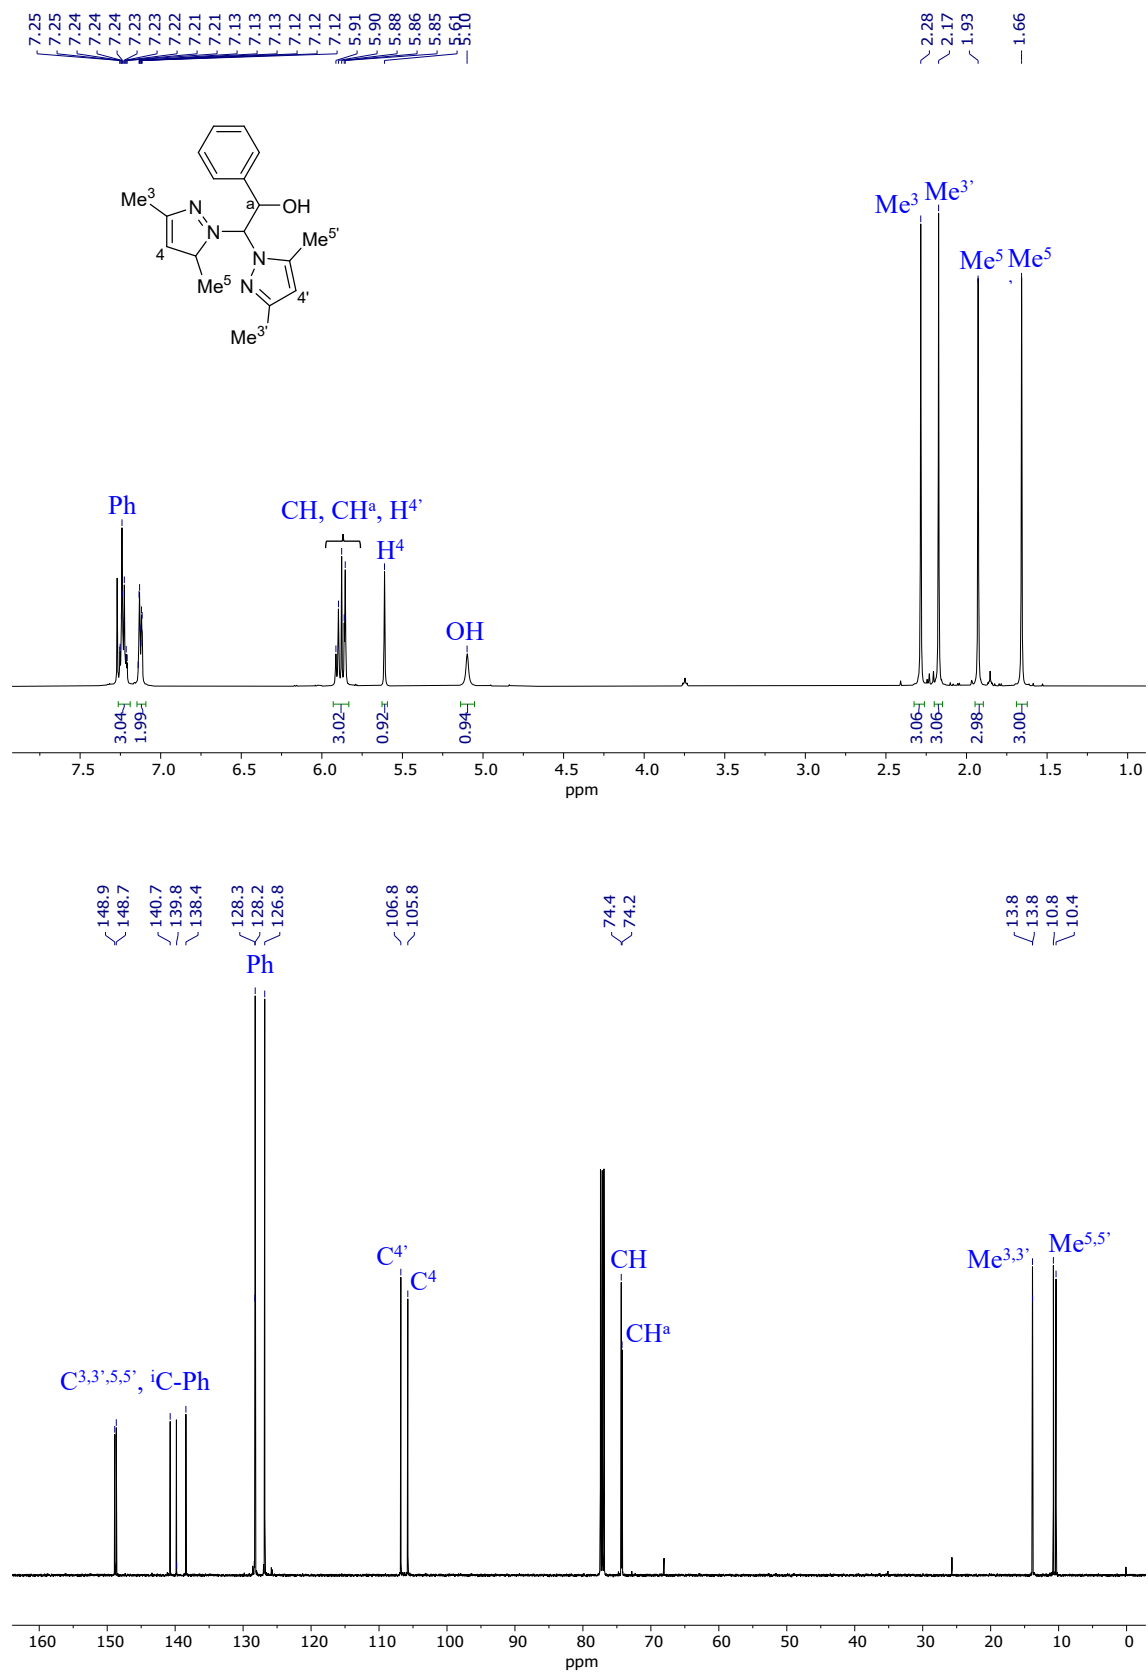 7.25 7.25 7.24 7.24 7.24 7.23 7.23 7.22 7.21 7.21 7.13 7.13 7.13 7.12 7.12 7.12 5.91 5.90 5.88 5.86 5.85 5.61 5.10 2.28 2.17 1.93 1.66
Me3 N N 4 Me5
a OH
N N Me5' 4' Me3'
Me3 Me3' Me5 , Me5
Ph
CH, CHa, H4'
H4
OH
3.04 1.99 3.02 0.92 0.94 3.06 3.06 2.98 3.00
7.5 7.0 6.5 6.0 5.5 5.0 4.5 4.0 3.5 3.0 2.5 2.0 1.5 1.0
ppm
148.9 148.7 140.7 139.8 138.4 128.3 128.2 126.8 106.8 105.8 74.4 74.2 13.8 13.8 10.8 10.4
Ph
C4' C4
CH
CHa
Me3,3' Me5,5'
C3,3',5,5', iC-Ph
160 150 140 130 120 110 100 90 80 70 60 50 40 30 20 10 0
ppm